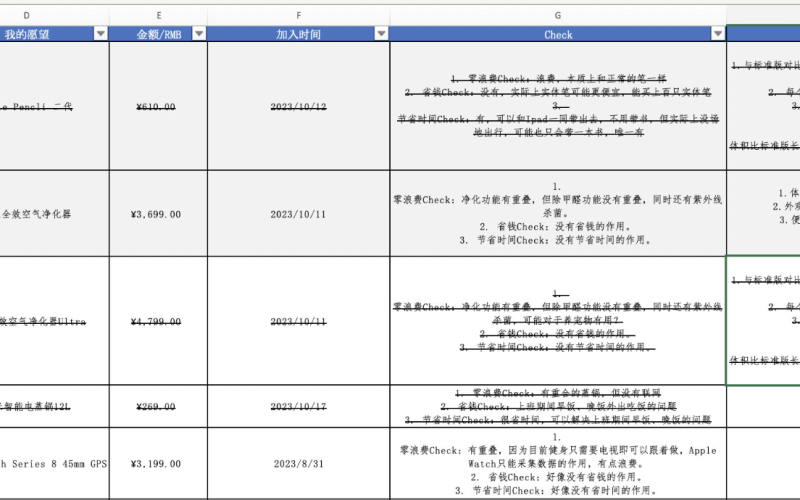 D E F G
我的愿望 金额/RMB 加入时间 Check
1. 零浪费Check：浪费，本质上和正常的笔一样
2. 省钱Check：没有，实际上实体笔可能更便宜，能买上百只实体笔
3.
节省时间Check：有，可以和Ipad一同带出去，不用带书，但实际上没场
地出行，可能也只会带一本书，唯一有
le Pencli 二代 ¥610.00 2023/10/12
1.与标准版对比
2. 每个
3.
体积比标准版长
1.
零浪费Check：净化功能有重叠，但除甲醛功能没有重叠，同时还有紫外线
杀菌。
2. 省钱Check：没有省钱的作用。
3. 节省时间Check：没有节省时间的作用。
全效空气净化器 ¥3,699.00 2023/10/11
1.体
2.外观
3.便
1.
零浪费Check：净化功能有重叠，但除甲醛功能没有重叠，同时还有紫外线
杀菌，可能对于养宠物有用？
2. 省钱Check：没有省钱的作用。
3. 节省时间Check：没有节省时间的作用。
效空气净化器Ultra ¥4,799.00 2023/10/11
1.与标准版对比
2. 每个
3.
体积比标准版长
1. 零浪费Check：有重合的蒸锅，但没有联网
2. 省钱Check：上班期间早饭、晚饭外出吃饭的问题
3. 节省时间Check：很省时间，可以解决上班期间早饭、晚饭的问题
智能电蒸锅12L ¥269.00 2023/10/17
1.
零浪费Check：有重叠，因为目前健身只需要电视即可以跟着做，Apple
Watch只能采集数据的作用，有点浪费。
2. 省钱Check：好像没有省钱的作用。
3. 节省时间Check：好像没有省时间的作用。
h Series 8 45mm GPS ¥3,199.00 2023/8/31